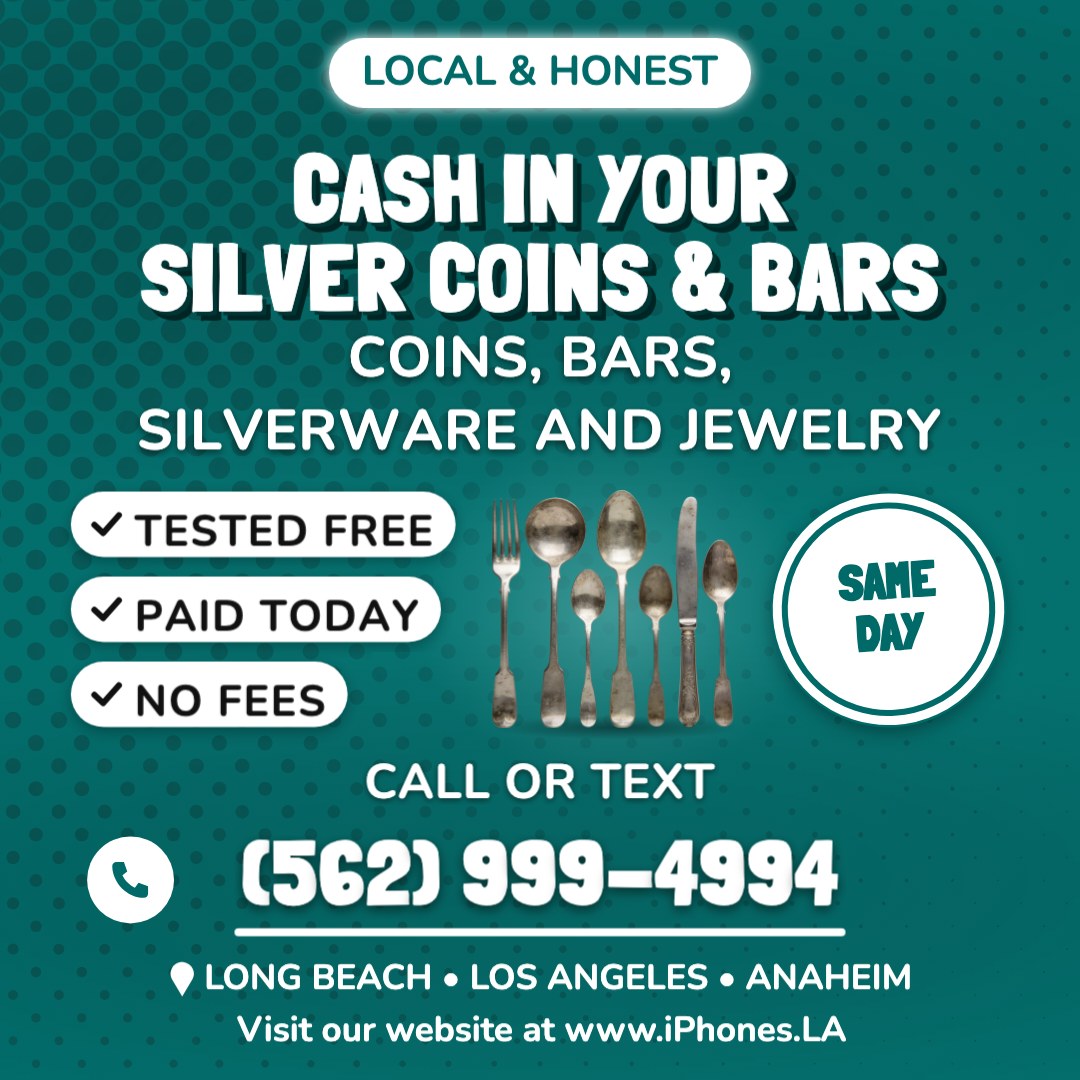 LOCAL & HONEST
CASH IN YOUR
SILVER COINS & BARS
COINS, BARS,
SILVERWARE AND JEWELRY
TESTED FREE
PAID TODAY
NO FEES
SAME
DAY
CALL OR TEXT
(562) 999-4994
LONG BEACH • LOS ANGELES • ANAHEIM
Visit our website at www.iPhones.LA